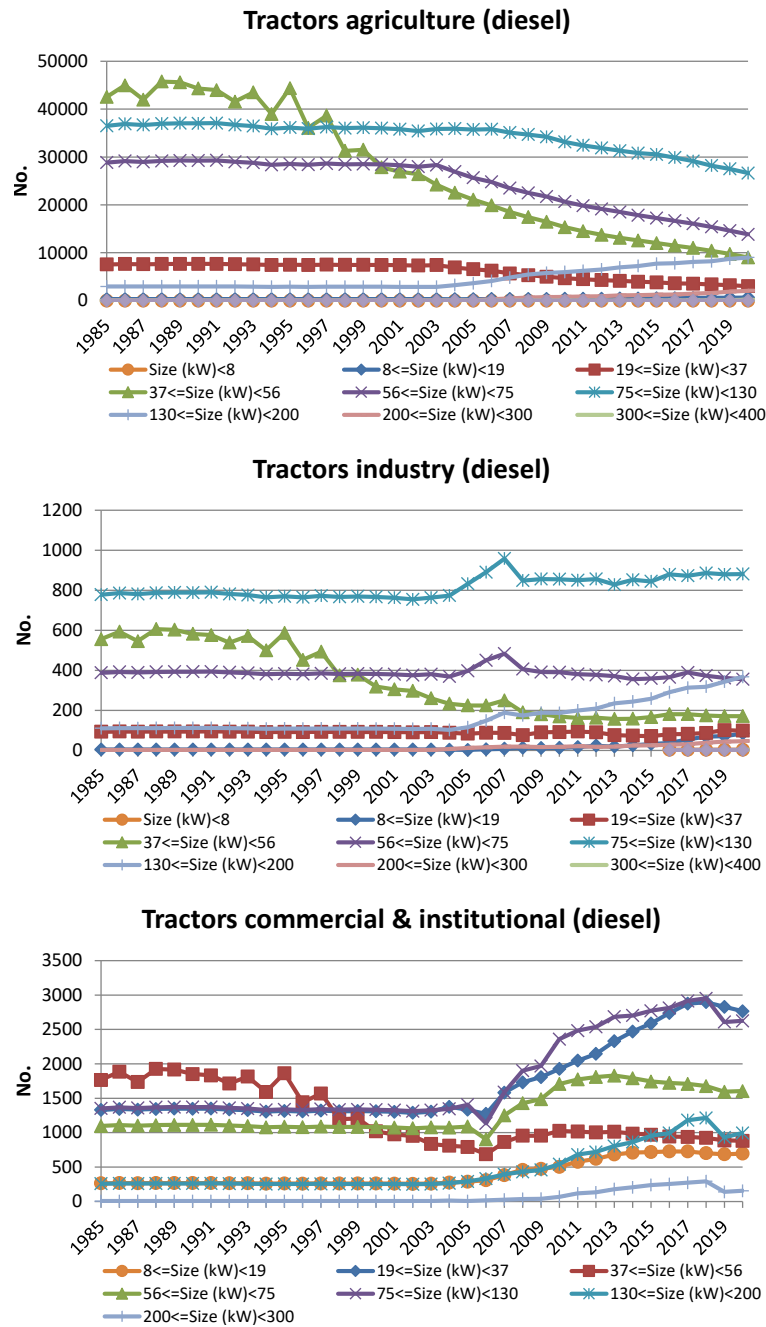 Tractors agriculture (diesel)
50000
40000
30000
20000
10000
0
No.
1985
1987
1989
1991
1993
1995
1997
1999
2001
2003
2005
2007
2009
2011
2013
2015
2017
2019
Size (kW)<8
8<=Size (kW)<19
19<=Size (kW)<37
37<=Size (kW)<56
56<=Size (kW)<75
75<=Size (kW)<130
130<=Size (kW)<200
200<=Size (kW)<300
300<=Size (kW)<400
Tractors industry (diesel)
1200
1000
800
600
400
200
0
No.
1985
1987
1989
1991
1993
1995
1997
1999
2001
2003
2005
2007
2009
2011
2013
2015
2017
2019
Size (kW)<8
8<=Size (kW)<19
19<=Size (kW)<37
37<=Size (kW)<56
56<=Size (kW)<75
75<=Size (kW)<130
130<=Size (kW)<200
200<=Size (kW)<300
300<=Size (kW)<400
Tractors commercial & institutional (diesel)
3500
3000
2500
2000
1500
1000
500
0
No.
1985
1987
1989
1991
1993
1995
1997
1999
2001
2003
2005
2007
2009
2011
2013
2015
2017
2019
8<=Size (kW)<19
19<=Size (kW)<37
37<=Size (kW)<56
56<=Size (kW)<75
75<=Size (kW)<130
130<=Size (kW)<200
200<=Size (kW)<300